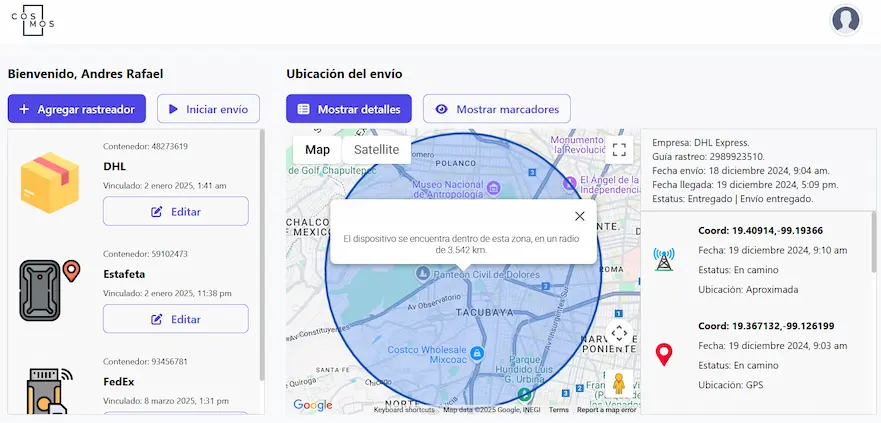 COS
MOS
Bienvenido, Andres Rafael
Agregar rastreador
Iniciar envío
Contenedor: 48273619
DHL
Vinculado: 2 enero 2025, 1:41 am
Editar
Contenedor: 59102473
Estafeta
Vinculado: 2 enero 2025, 11:38 pm
Editar
Contenedor: 93456781
FedEx
Vinculado: 8 marzo 2025, 1:31 pm
Ubicación del envío
Mostrar detalles
Mostrar marcadores
Map
Satellite
POLANCO
Monumento
a la Revolución
de Golf Chapultepec
Museo Nacional
de Antropología
El Ángel de la
Independencia
El dispositivo se encuentra dentro de esta zona, en un radio
de 3.542 km.
Panteón Civil de Dolores
ROMA
Av Observatorio
TACUBAYA
Av Insurgentes Sur
Av Constituyentes
Costco Wholesale
Mixcoac
PONIENTE
SANTA FE
Parque
Hundido Luis
G. Urbina
Google
Keyboard shortcuts
Map data ©2025 Google, INEGI
Terms
Report a map error
Empresa: DHL Express.
Guía rastreo: 2989923510.
Fecha envío: 18 diciembre 2024, 9:04 am.
Fecha llegada: 19 diciembre 2024, 5:09 pm.
Estatus: Entregado | Envío entregado.
Coord: 19.40914,-99.19366
Fecha: 19 diciembre 2024, 9:10 am
Estatus: En camino
Ubicación: Aproximada
Coord: 19.367132,-99.126199
Fecha: 19 diciembre 2024, 9:03 am
Estatus: En camino
Ubicación: GPS